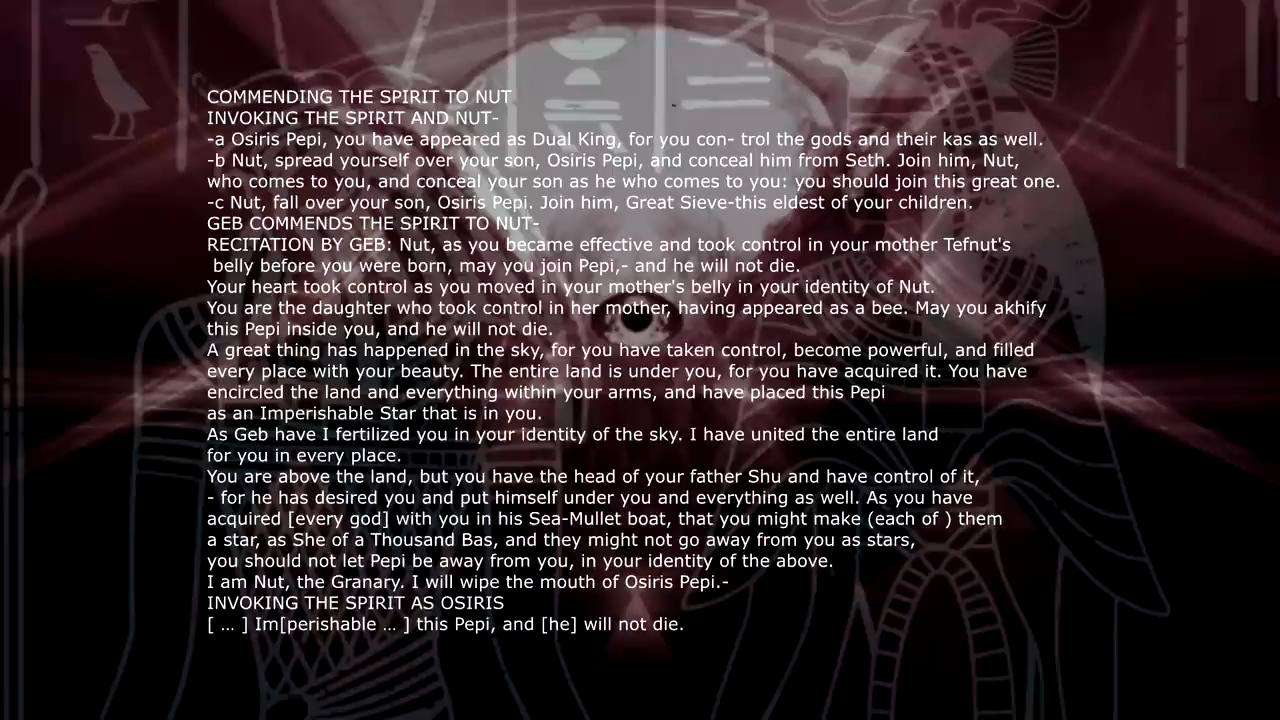 COMMENDING THE SPIRIT TO NUT
INVOKING THE SPIRIT AND NUT-
-a Osiris Pepi, you have appeared as Dual King, for you con- trol the gods and their kas as well.
-b Nut, spread yourself over your son, Osiris Pepi, and conceal him from Seth. Join him, Nut,
who comes to you, and conceal your son as he who comes to you: you should join this great one.
-c Nut, fall over your son, Osiris Pepi. Join him, Great Sieve-this eldest of your children.
GEB COMMENDS THE SPIRIT TO NUT-
RECITATION BY GEB: Nut, as you became effective and took control in your mother Tefnut's
belly before you were born, may you join Pepi,- and he will not die.
Your heart took control as you moved in your mother's belly in your identity of Nut.
You are the daughter who took control in her mother, having appeared as a bee. May you akhify
this Pepi inside you, and he will not die.
A great thing has happened in the sky, for you have taken control, become powerful, and filled
every place with your beauty. The entire land is under you, for you have acquired it. You have
encircled the land and everything within your arms, and have placed this Pepi
as an Imperishable Star that is in you.
As Geb have I fertilized you in your identity of the sky. I have united the entire land
for you in every place.
You are above the land, but you have the head of your father Shu and have control of it,
- for he has desired you and put himself under you and everything as well. As you have
acquired [every god] with you in his Sea-Mullet boat, that you might make (each of ) them
a star, as She of a Thousand Bas, and they might not go away from you as stars,
you should not let Pepi be away from you, in your identity of the above.
I am Nut, the Granary. I will wipe the mouth of Osiris Pepi.-
INVOKING THE SPIRIT AS OSIRIS
[ … ] Im[perishable … ] this Pepi, and [he] will not die.